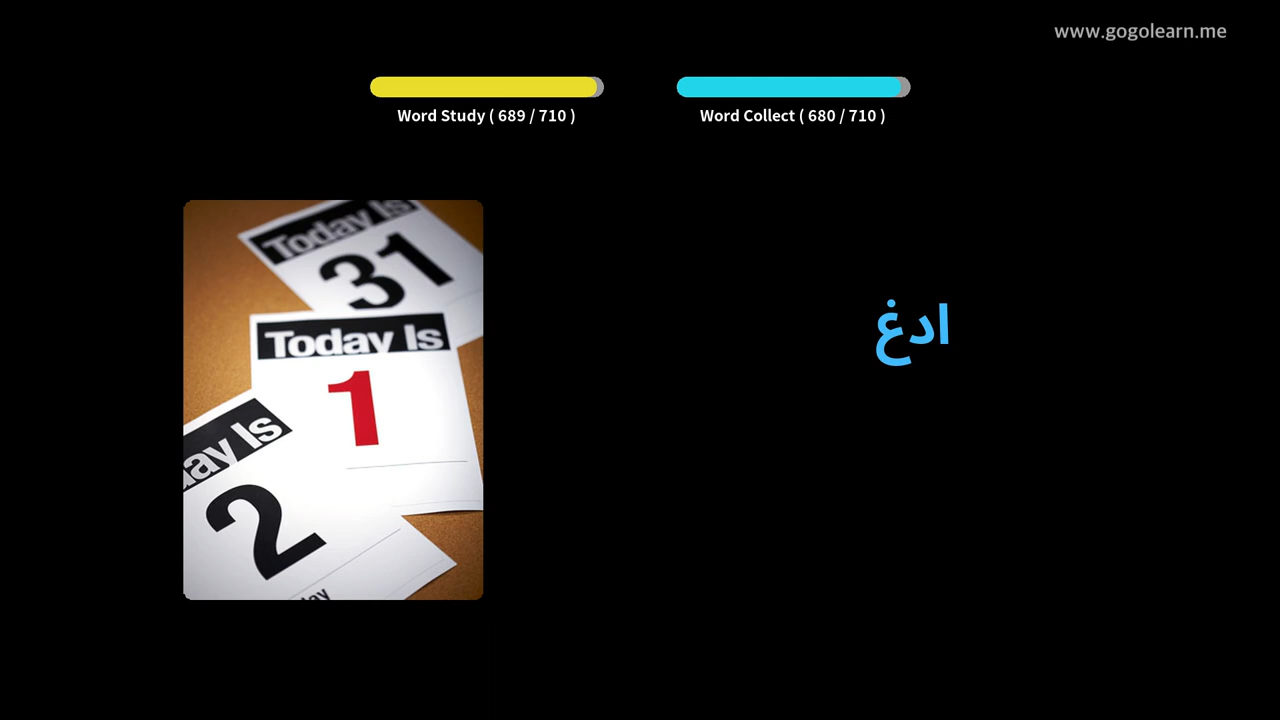 www.gogolearn.me
Word Study ( 689 / 710 )
Word Collect ( 680 / 710 )
Today Is
31
Today Is
1
ay Is
2
ay
ادغ